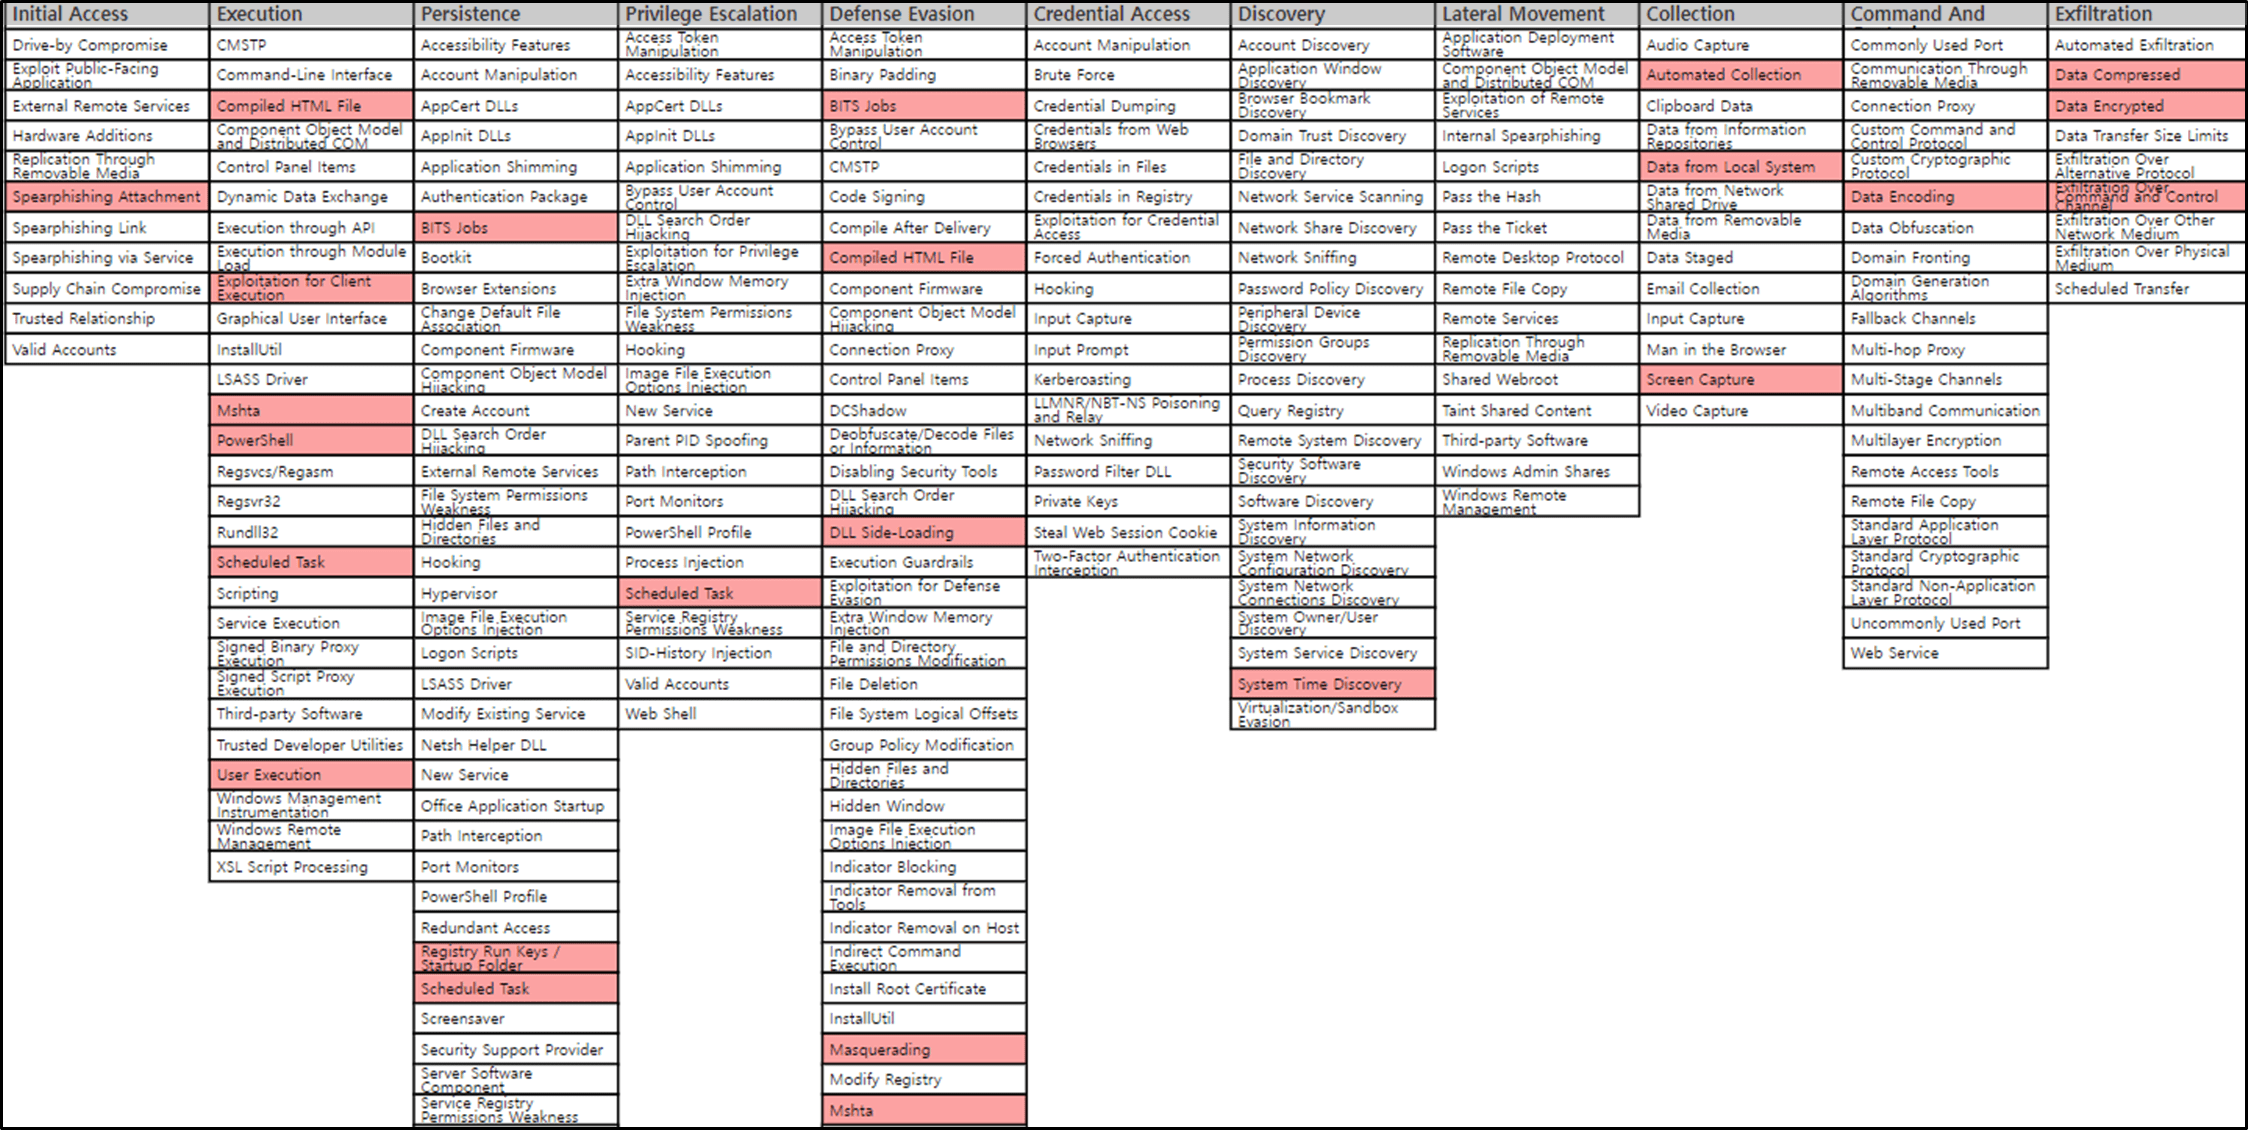 Initial Access
Drive-by Compromise
Exploit Public-Facing
Application
External Remote Services
Hardware Additions
Replication Through
Removable Media
Spearphishing Attachment
Spearphishing Link
Spearphishing via Service
Supply Chain Compromise
Trusted Relationship
Valid Accounts
Execution
CMSTP
Command-Line Interface
Compiled HTML File
Component Object Model
and Distributed COM
Control Panel Items
Dynamic Data Exchange
Execution through API
Execution through Module
Load
Exploitation for Client
Execution
Graphical User Interface
InstallUtil
LSASS Driver
Mshta
PowerShell
Regsvcs/Regasm
Regsvr32
Rundll32
Scheduled Task
Scripting
Service Execution
Signed Binary Proxy
Execution
Signed Script Proxy
Execution
Third-party Software
Trusted Developer Utilities
User Execution
Windows Management
Instrumentation
Windows Remote
Management
XSL Script Processing
Persistence
Accessibility Features
Account Manipulation
AppCert DLLs
AppInit DLLs
Application Shimming
Authentication Package
BITS Jobs
Bootkit
Browser Extensions
Change Default File
Association
Component Firmware
Component Object Model
Hijacking
Create Account
DLL Search Order
Hijacking
External Remote Services
File System Permissions
Weakness
Hidden Files and
Directories
Hooking
Hypervisor
Image File Execution
Options Injection
Logon Scripts
LSASS Driver
Modify Existing Service
Netsh Helper DLL
New Service
Office Application Startup
Path Interception
Port Monitors
PowerShell Profile
Redundant Access
Registry Run Keys /
Startup Folder
Scheduled Task
Screensaver
Security Support Provider
Server Software
Component
Service Registry
Permissions Weakness
Privilege Escalation
Access Token
Manipulation
Accessibility Features
AppCert DLLs
AppInit DLLs
Application Shimming
Bypass User Account
Control
DLL Search Order
Hijacking
Exploitation for Privilege
Escalation
Extra Window Memory
Injection
File System Permissions
Weakness
Hooking
Image File Execution
Options Injection
New Service
Parent PID Spoofing
Path Interception
Port Monitors
PowerShell Profile
Process Injection
Scheduled Task
Service Registry
Permissions Weakness
SID-History Injection
Valid Accounts
Web Shell
Defense Evasion
Access Token
Manipulation
Binary Padding
BITS Jobs
Bypass User Account
Control
CMSTP
Code Signing
Compile After Delivery
Compiled HTML File
Component Firmware
Component Object Model
Hijacking
Connection Proxy
Control Panel Items
DCShadow
Deobfuscate/Decode Files
or Information
Disabling Security Tools
DLL Search Order
Hijacking
DLL Side-Loading
Execution Guardrails
Exploitation for Defense
Evasion
Extra Window Memory
Injection
File and Directory
Permissions Modification
File Deletion
File System Logical Offsets
Group Policy Modification
Hidden Files and
Directories
Hidden Window
Image File Execution
Options Injection
Indicator Blocking
Indicator Removal from
Tools
Indicator Removal on Host
Indirect Command
Execution
Install Root Certificate
InstallUtil
Masquerading
Modify Registry
Mshta
Credential Access
Account Manipulation
Brute Force
Credential Dumping
Credentials from Web
Browsers
Credentials in Files
Credentials in Registry
Exploitation for Credential
Access
Forced Authentication
Hooking
Input Capture
Input Prompt
Kerberoasting
LLMNR/NBT-NS Poisoning
and Relay
Network Sniffing
Password Filter DLL
Private Keys
Steal Web Session Cookie
Two-Factor Authentication
Interception
Discovery
Account Discovery
Application Window
Discovery
Browser Bookmark
Discovery
Domain Trust Discovery
File and Directory
Discovery
Network Service Scanning
Network Share Discovery
Network Sniffing
Password Policy Discovery
Peripheral Device
Discovery
Permission Groups
Discovery
Process Discovery
Query Registry
Remote System Discovery
Security Software
Discovery
Software Discovery
System Information
Discovery
System Network
Configuration Discovery
System Network
Connections Discovery
System Owner/User
Discovery
System Service Discovery
System Time Discovery
Virtualization/Sandbox
Evasion
Lateral Movement
Application Deployment
Software
Component Object Model
and Distributed COM
Exploitation of Remote
Services
Internal Spearphishing
Logon Scripts
Pass the Hash
Pass the Ticket
Remote Desktop Protocol
Remote File Copy
Remote Services
Replication Through
Removable Media
Shared Webroot
Taint Shared Content
Third-party Software
Windows Admin Shares
Windows Remote
Management
Collection
Audio Capture
Automated Collection
Clipboard Data
Data from Information
Repositories
Data from Local System
Data from Network
Shared Drive
Data from Removable
Media
Data Staged
Email Collection
Input Capture
Man in the Browser
Screen Capture
Video Capture
Command And
Commonly Used Port
Communication Through
Removable Media
Connection Proxy
Custom Command and
Control Protocol
Custom Cryptographic
Protocol
Data Encoding
Data Obfuscation
Domain Fronting
Domain Generation
Algorithms
Fallback Channels
Multi-hop Proxy
Multi-Stage Channels
Multiband Communication
Multilayer Encryption
Remote Access Tools
Remote File Copy
Standard Application
Layer Protocol
Standard Cryptographic
Protocol
Standard Non-Application
Layer Protocol
Uncommonly Used Port
Web Service
Exfiltration
Automated Exfiltration
Data Compressed
Data Encrypted
Data Transfer Size Limits
Exfiltration Over
Alternative Protocol
Exfiltration Over
Command and Control
Channel
Exfiltration Over Other
Network Medium
Exfiltration Over Physical
Medium
Scheduled Transfer